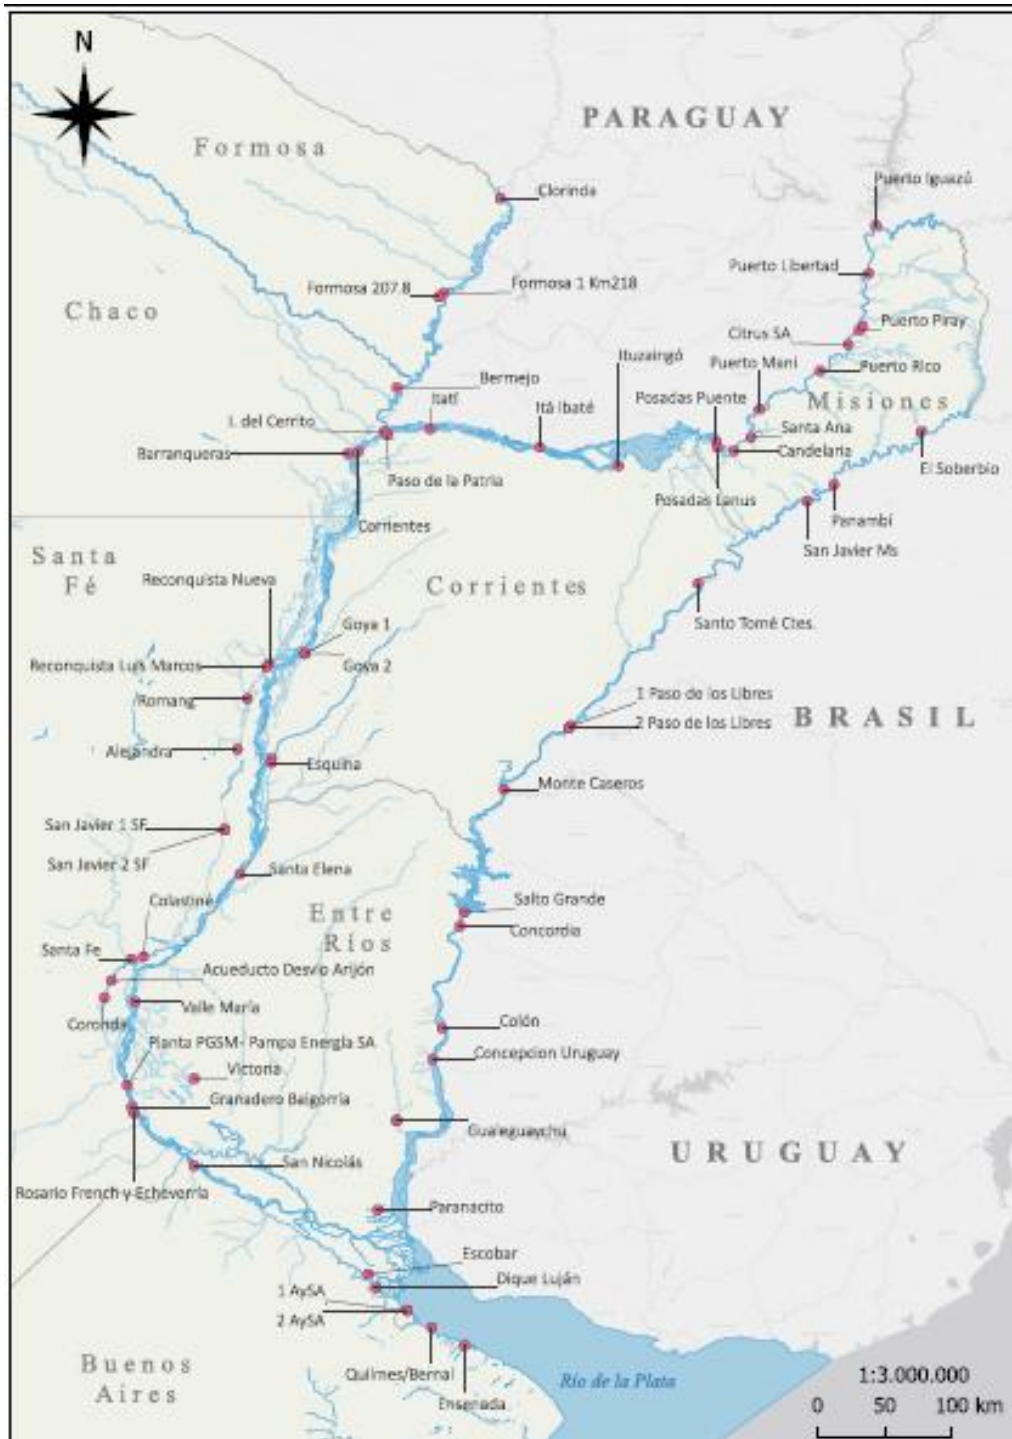 N
PARAGUAY
Formosa
Puerto Iguazú
Clorinda
Puerto Libertad
Formosa 207.8
Formosa 1 Km218
Chaco
Puerto Piray
Citrus SA
Ituzaingó
Puerto Mani
Puerto Rico
Bermejo
Posadas Puente
Itatí
Misiones
I. del Cerrito
Itá Ibaté
Santa Ana
Barranqueras
Candelaria
El Soberbio
Paso de la Patria
Posadas Lanus
Panambí
Corrientes
San Javier Ms
Santa
Fé
Reconquista Nueva
Corrientes
Goya 1
Santo Tomé Ctes.
Goya 2
Reconquista Luis Marcos
1 Paso de los Libres
Romang
BRASIL
2 Paso de los Libres
Alejandra
Esquina
Monte Caseros
San Javier 1 SF
San Javier 2 SF
Santa Elena
Colastiné
Salto Grande
Entre
Ríos
Concordia
Santa Fe
Acueducto Desvío Arijón
Valle María
Coronda
Colón
Planta PGSM- Pampa Energía SA
Concepcion Uruguay
Victoria
Granadero Baigorria
Gualeguaychú
URUGUAY
San Nicolás
Rosario French y Echeverría
Paranacito
Escobar
Dique Luján
1 AySA
2 AySA
Buenos
Aires
Quilmes/Bernal
Río de la Plata
Ensenada
1:3.000.000
0 50 100 km